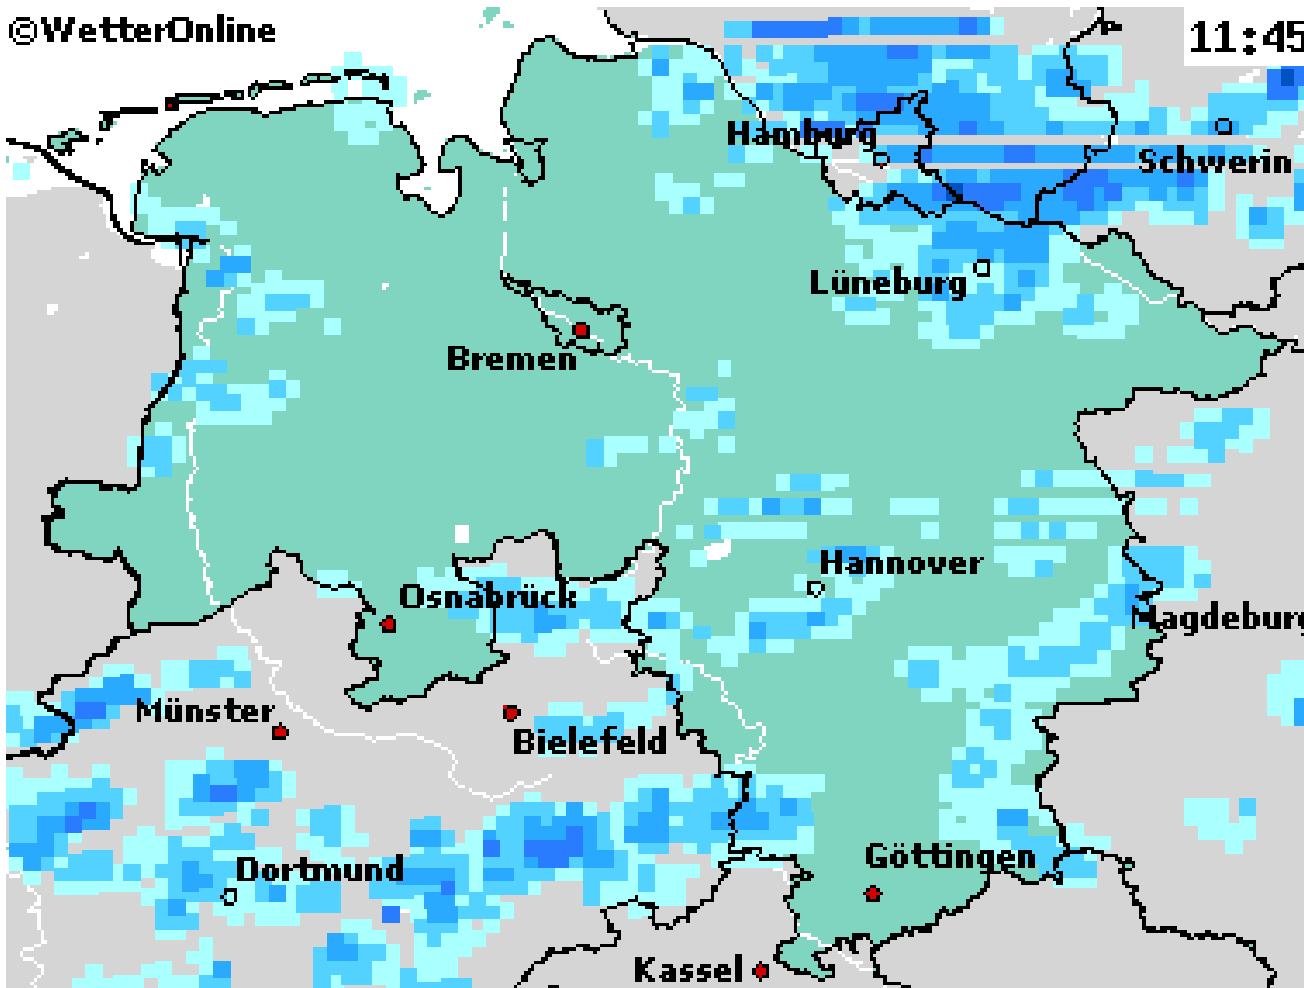 ©WetterOnline
11:45
Hamburg
Schwerin
Lüneburg
Bremen
Hannover
Osnabrück
Magdeburg
Münster
Bielefeld
Göttingen
Dortmund
Kassel